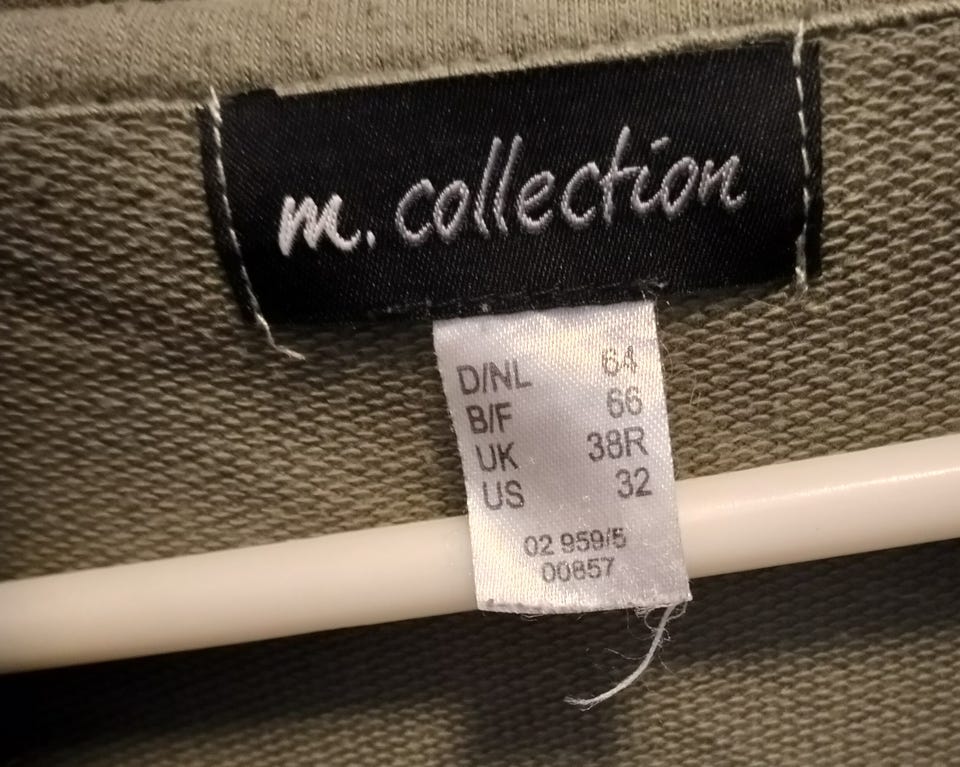 m. collection
D/NL 64
B/F 66
UK 38R
US 32
02 959/5
00857